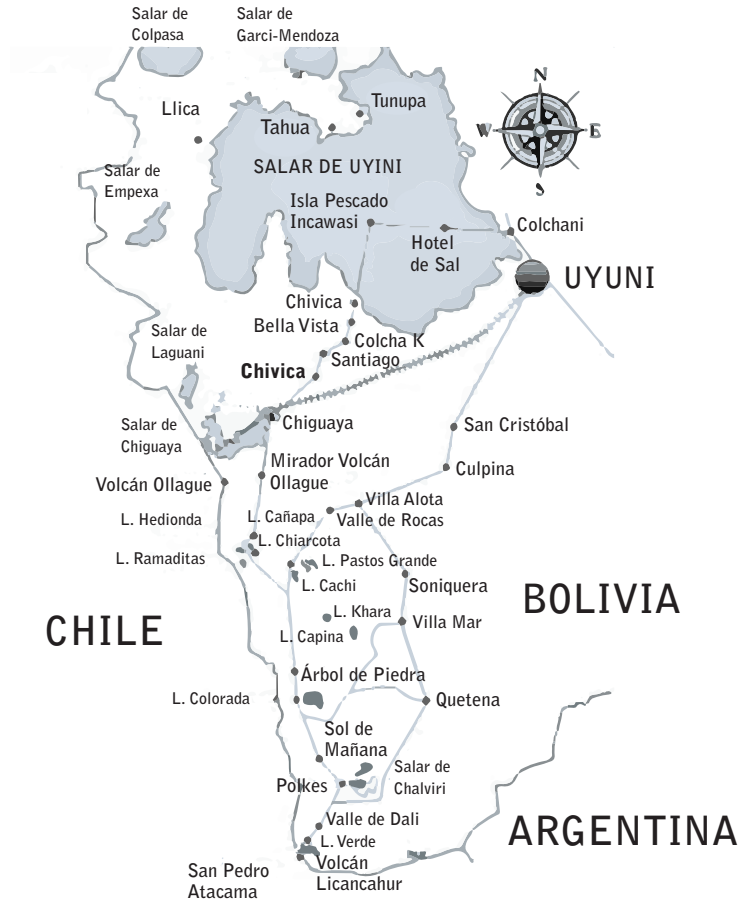 Salar de
Colpasa
Salar de
Garci-Mendoza
N
Llica
Tunupa
Tahua
W
E
SALAR DE UYINI
Salar de
Empexa
S
Isla Pescado
Incawasi
Colchani
Hotel
de Sal
UYUNI
Chivica
Bella Vista
Salar de
Laguani
Colcha K
Santiago
Chivica
Salar de
Chiguaya
Chiguaya
San Cristóbal
Mirador Volcán
Ollague
Culpina
Volcán Ollague
Villa Alota
L. Hedionda
L. Cañapa
Valle de Rocas
L. Chiarcota
L. Ramaditas
L. Pastos Grande
L. Cachi
Soniquera
BOLIVIA
L. Khara
CHILE
L. Capina
Villa Mar
Árbol de Piedra
L. Colorada
Quetena
Sol de
Mañana
Salar de
Chalviri
Polkes
Valle de Dali
ARGENTINA
L. Verde
San Pedro
Atacama
Volcán
Licancahur